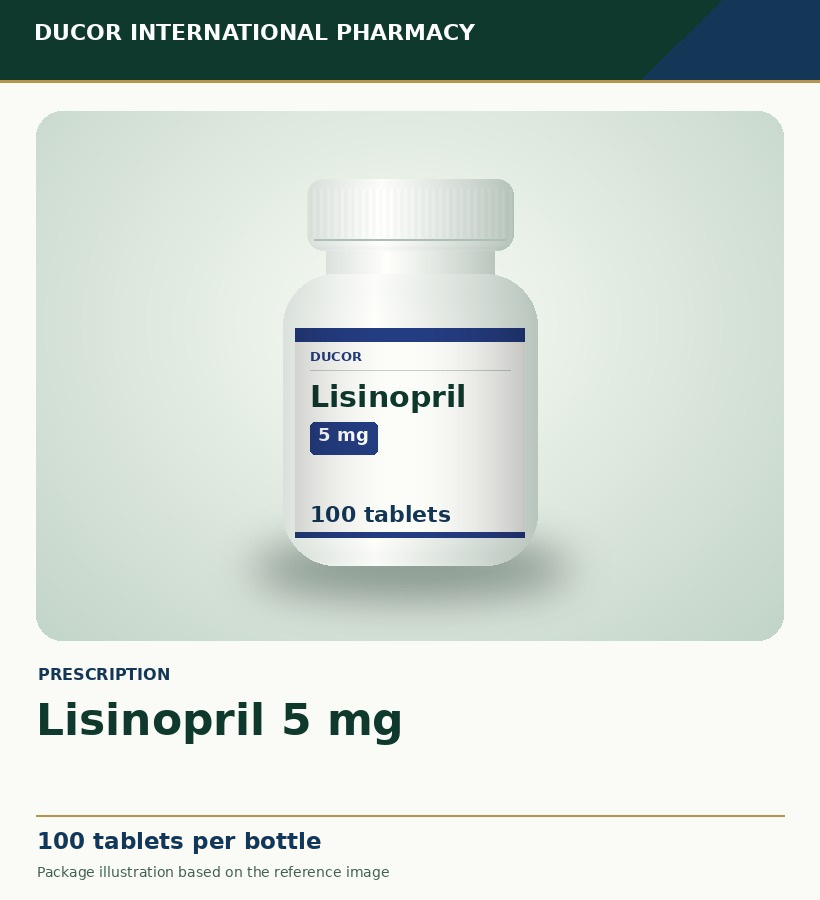 DUCOR INTERNATIONAL PHARMACY
DUCOR
Lisinopril
5 mg
100 tablets
PRESCRIPTION
Lisinopril 5 mg
100 tablets per bottle
Package illustration based on the reference image